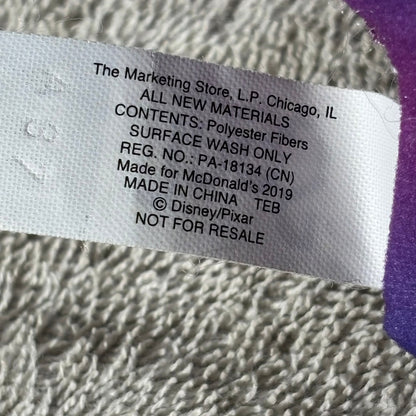 The Marketing Store, L.P. Chicago, IL
ALL NEW MATERIALS
CONTENTS: Polyester Fibers
SURFACE WASH ONLY
REG. NO.: PA-18134 (CN)
Made for McDonald's 2019
MADE IN CHINA TEB
© Disney/Pixar
NOT FOR RESALE